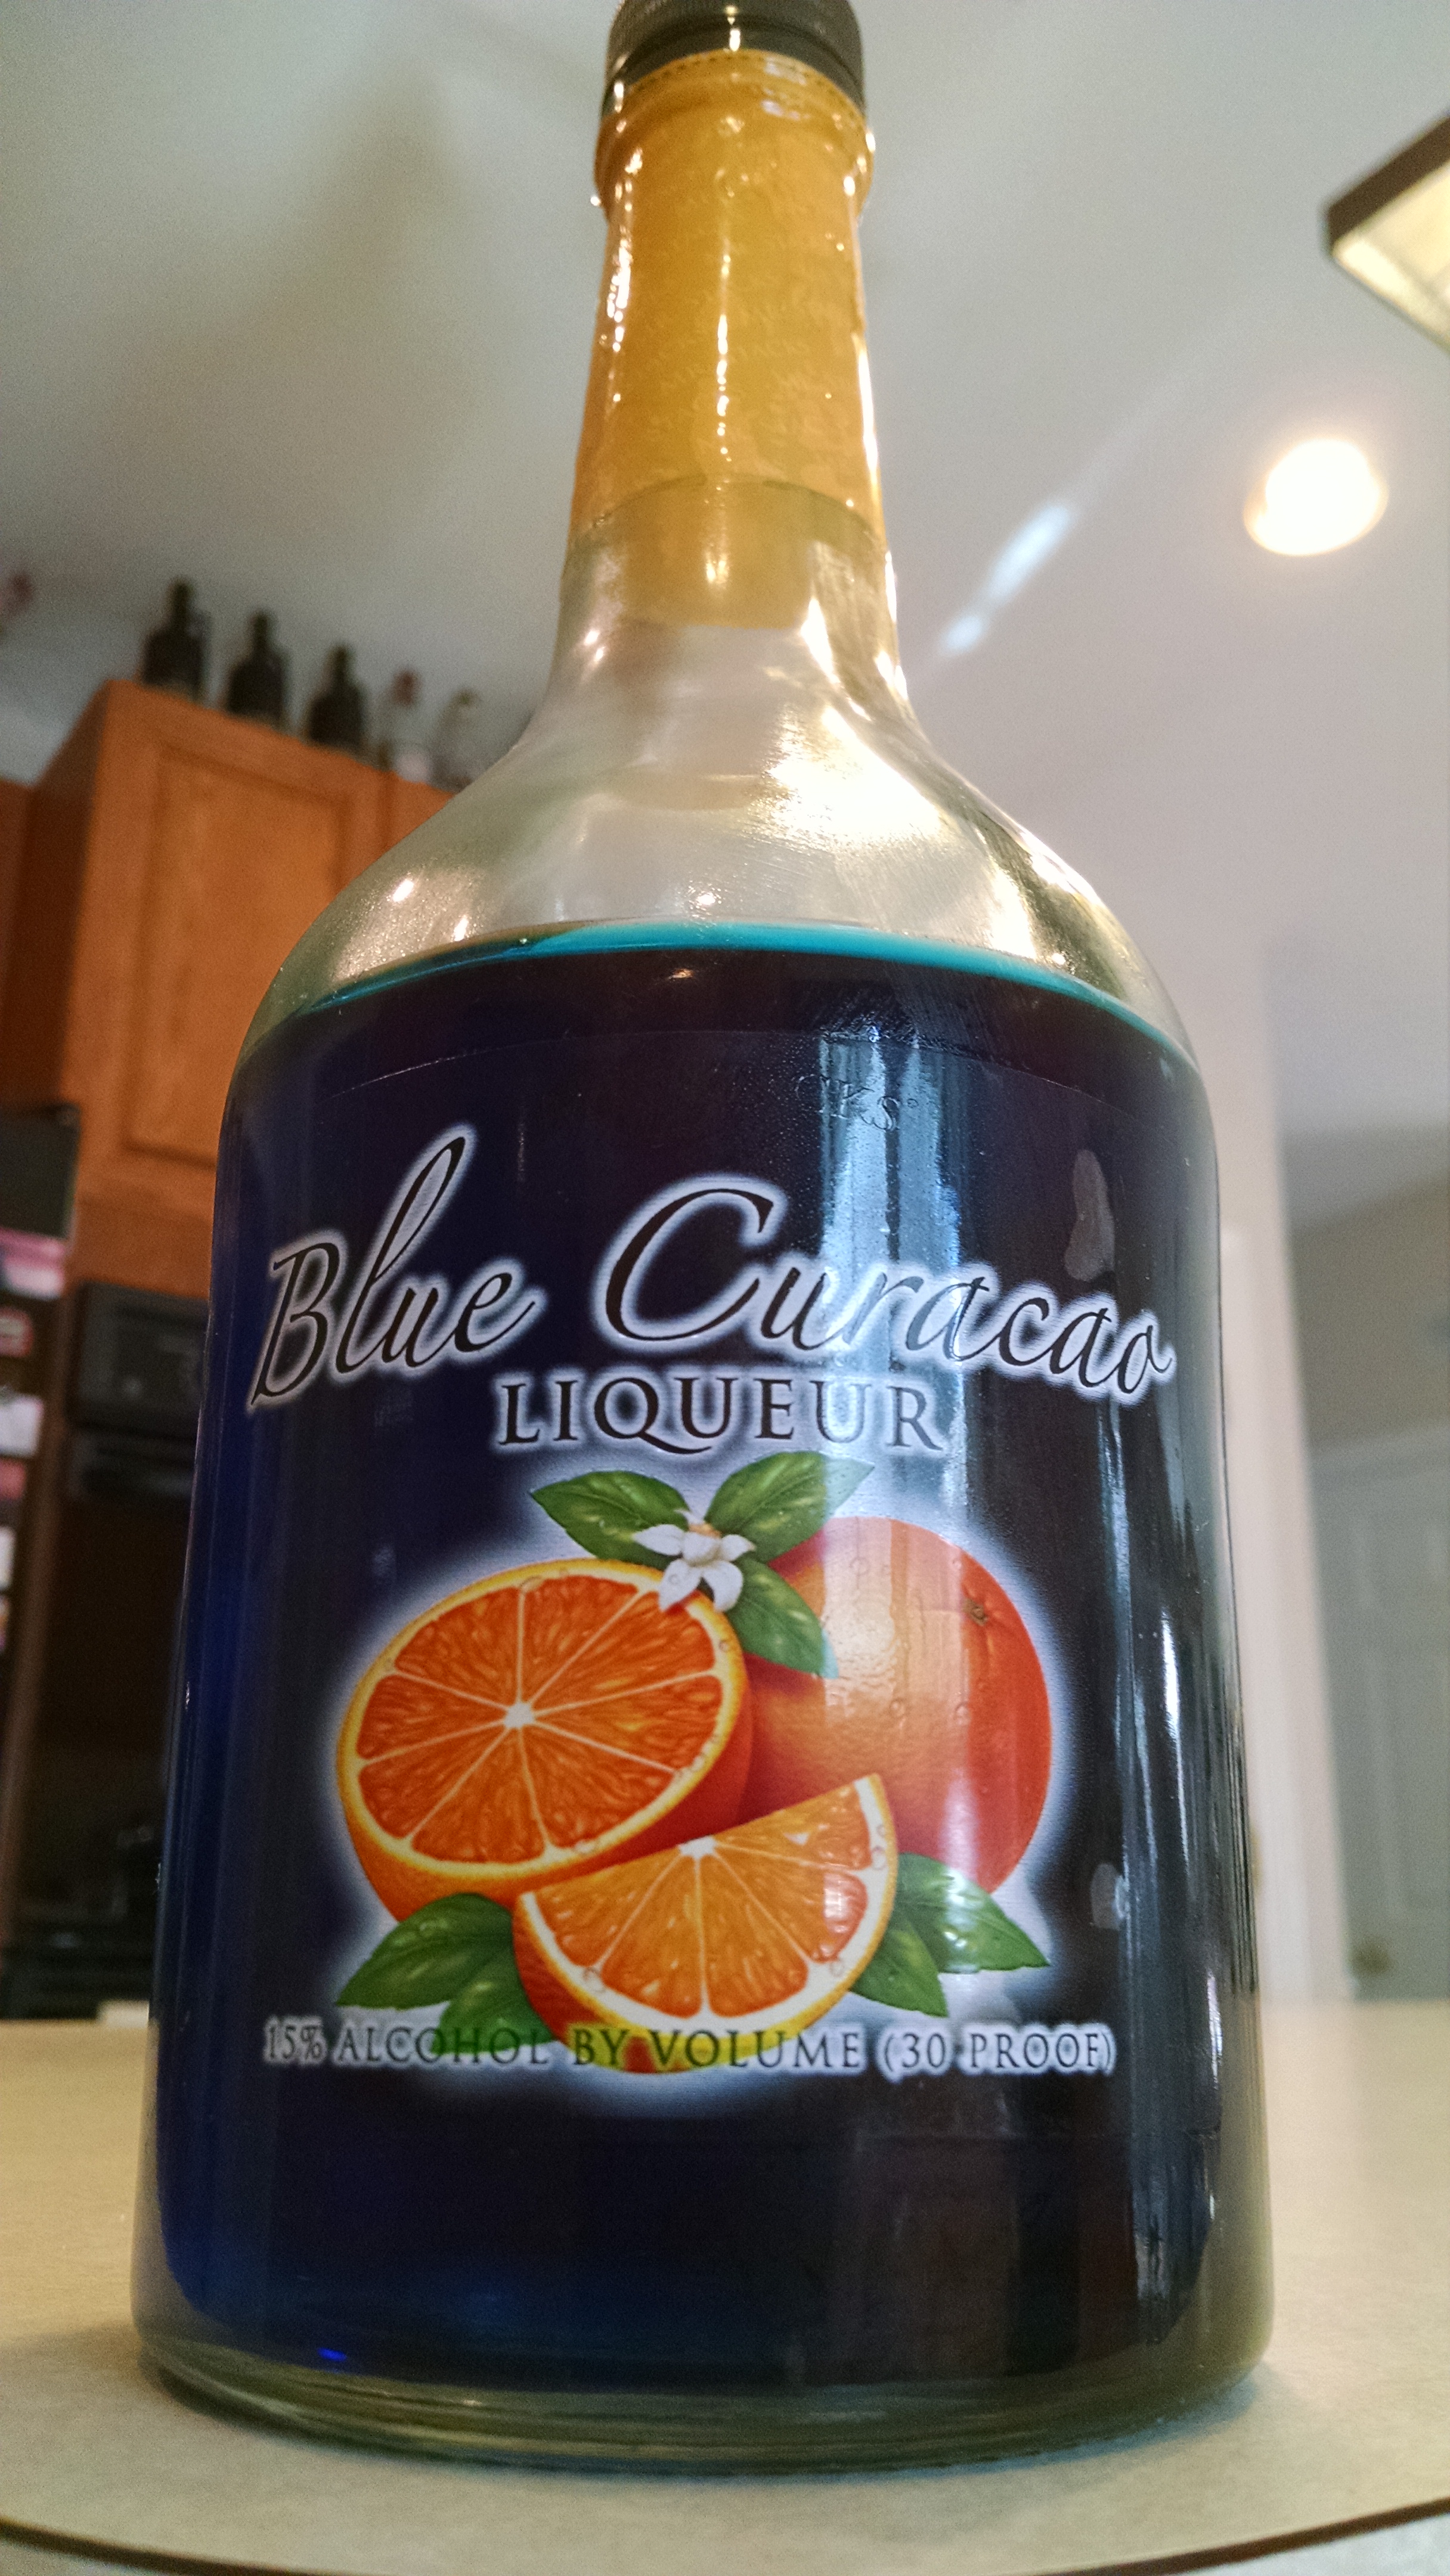 Blue Curacao
LIQUEUR
15% ALCOHOL BY VOLUME (30 PROOF)